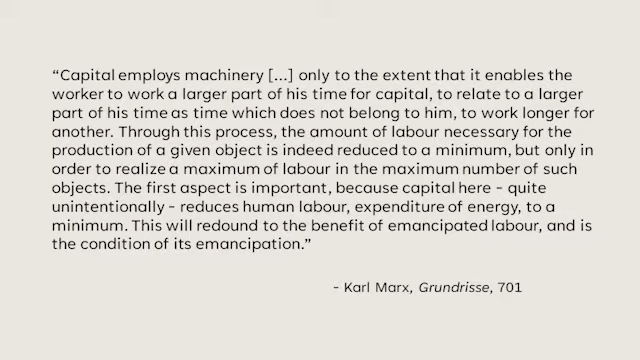 “Capital employs machinery [...] only to the extent that it enables the
worker to work a larger part of his time for capital, to relate to a larger
part of his time as time which does not belong to him, to work longer for
another. Through this process, the amount of labour necessary for the
production of a given object is indeed reduced to a minimum, but only in
order to realize a maximum of labour in the maximum number of such
objects. The first aspect is important, because capital here - quite
unintentionally - reduces human labour, expenditure of energy, to a
minimum. This will redound to the benefit of emancipated labour, and is
the condition of its emancipation.”
- Karl Marx, Grundrisse, 701